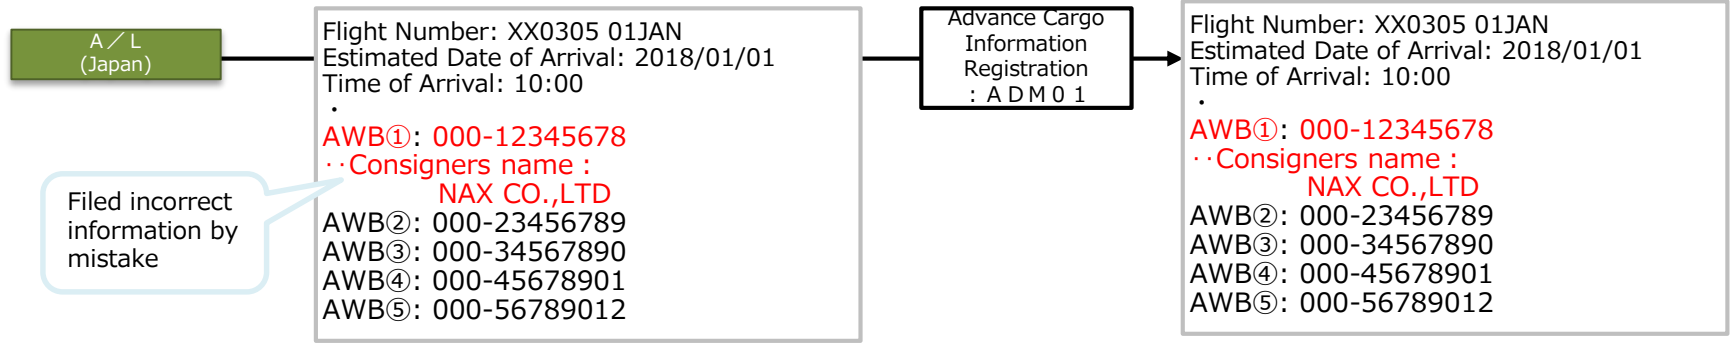 A／L
(Japan)
Filed incorrect
information by
mistake
Flight Number: XX0305 01JAN
Estimated Date of Arrival: 2018/01/01
Time of Arrival: 10:00
・
AWB①: 000-12345678
‥Consigners name :
NAX CO.,LTD
AWB②: 000-23456789
AWB③: 000-34567890
AWB④: 000-45678901
AWB⑤: 000-56789012
Advance Cargo
Information
Registration
：ＡＤＭ０１
Flight Number: XX0305 01JAN
Estimated Date of Arrival: 2018/01/01
Time of Arrival: 10:00
・
AWB①: 000-12345678
‥Consigners name :
NAX CO.,LTD
AWB②: 000-23456789
AWB③: 000-34567890
AWB④: 000-45678901
AWB⑤: 000-56789012